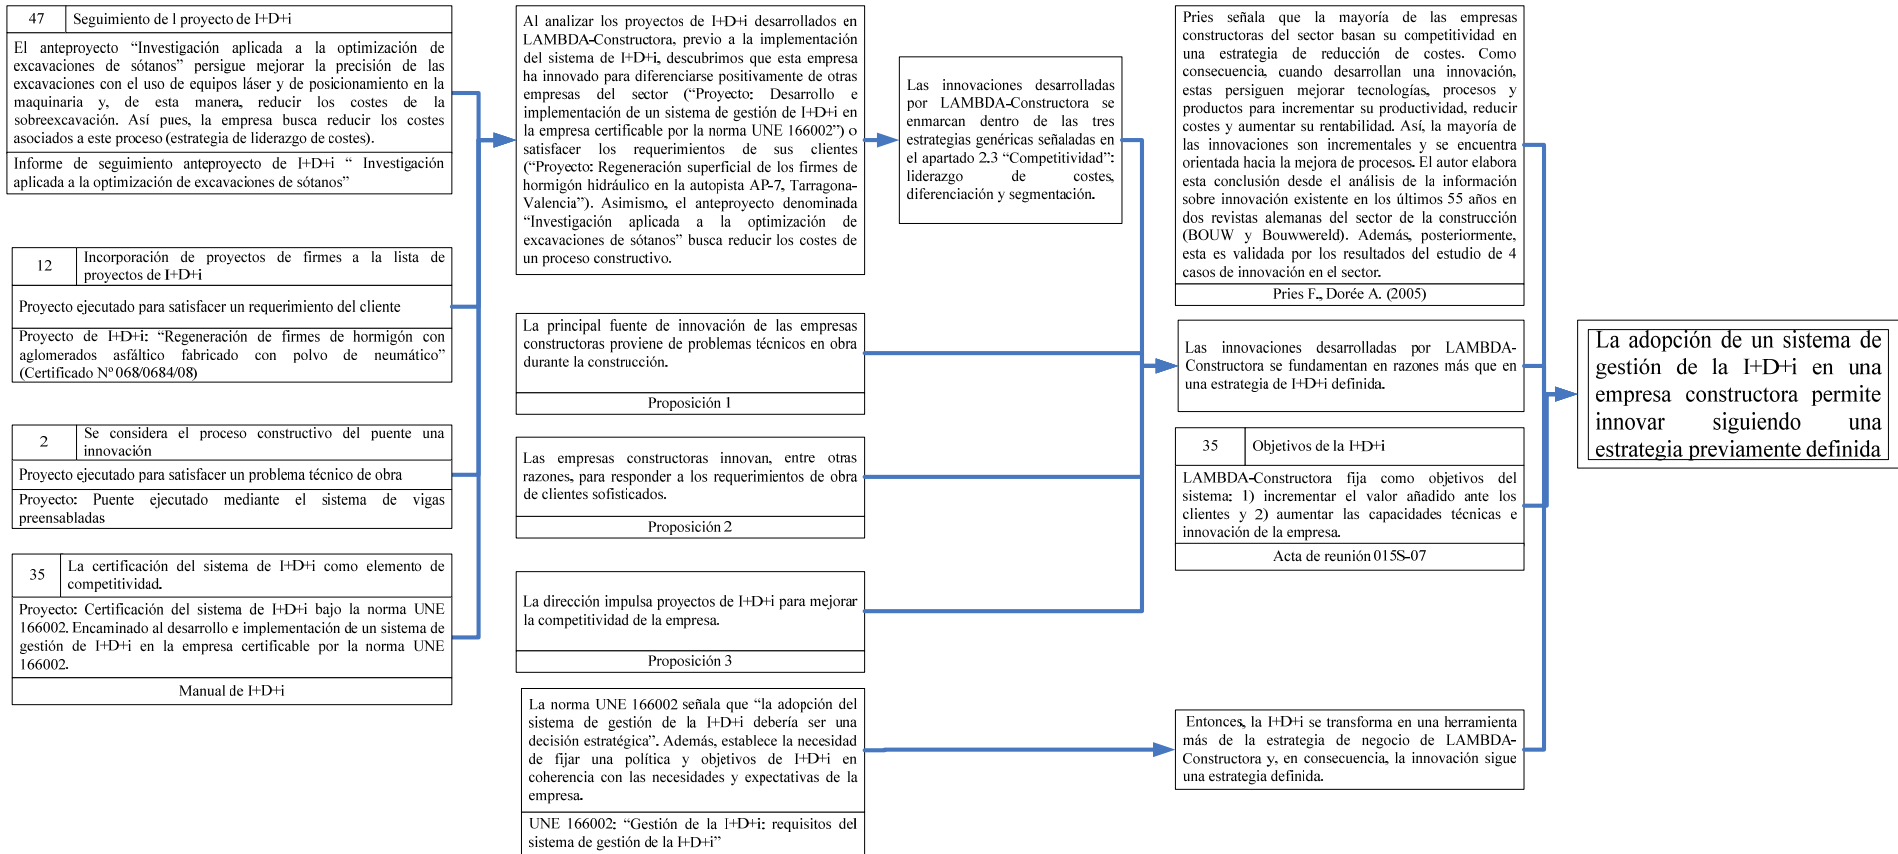 47
Seguimiento de l proyecto de I+D+i
El anteproyecto “Investigación aplicada a la optimización de
excavaciones de sótanos” persigue mejorar la precisión de las
excavaciones con el uso de equipos láser y de posicionamiento en la
maquinaria y, de esta manera, reducir los costes de la
sobreexcavación. Así pues, la empresa busca reducir los costes
asociados a este proceso (estrategia de liderazgo de costes).
Informe de seguimiento anteproyecto de I+D+i “ Investigación
aplicada a la optimización de excavaciones de sótanos”
12
Incorporación de proyectos de firmes a la lista de
proyectos de I+D+i
Proyecto ejecutado para satisfacer un requerimiento del cliente
Proyecto de I+D+i: “Regeneración de firmes de hormigón con
aglomerados asfáltico fabricado con polvo de neumático”
(Certificado Nº 068/0684/08)
2
Se considera el proceso constructivo del puente una
innovación
Proyecto ejecutado para satisfacer un problema técnico de obra
Proyecto: Puente ejecutado mediante el sistema de vigas
preensabladas
35
La certificación del sistema de I+D+i como elemento de
competitividad.
Proyecto: Certificación del sistema de I+D+i bajo la norma UNE
166002. Encaminado al desarrollo e implementación de un sistema de
gestión de I+D+i en la empresa certificable por la norma UNE
166002.
Manual de I+D+i
Al analizar los proyectos de I+D+i desarrollados en
LAMBDA-Constructora, previo a la implementación
del sistema de I+D+i, descubrimos que esta empresa
ha innovado para diferenciarse positivamente de otras
empresas del sector (“Proyecto: Desarrollo e
implementación de un sistema de gestión de I+D+i en
la empresa certificable por la norma UNE 166002”) o
satisfacer los requerimientos de sus clientes
(“Proyecto: Regeneración superficial de los firmes de
hormigón hidráulico en la autopista AP-7, Tarragona-
Valencia”). Asimismo, el anteproyecto denominada
“Investigación aplicada a la optimización de
excavaciones de sótanos” busca reducir los costes de
un proceso constructivo.
La principal fuente de innovación de las empresas
constructoras proviene de problemas técnicos en obra
durante la construcción.
Proposición 1
Las empresas constructoras innovan, entre otras
razones, para responder a los requerimientos de obra
de clientes sofisticados.
Proposición 2
La dirección impulsa proyectos de I+D+i para mejorar
la competitividad de la empresa.
Proposición 3
La norma UNE 166002 señala que “la adopción del
sistema de gestión de la I+D+i debería ser una
decisión estratégica”. Además, establece la necesidad
de fijar una política y objetivos de I+D+i en
coherencia con las necesidades y expectativas de la
empresa.
UNE 166002: “Gestión de la I+D+i: requisitos del
sistema de gestión de la I+D+i”
Las innovaciones desarrolladas
por LAMBDA-Constructora se
enmarcan dentro de las tres
estrategias genéricas señaladas en
el apartado 2.3 “Competitividad”:
liderazgo de costes,
diferenciación y segmentación.
Pries señala que la mayoría de las empresas
constructoras del sector basan su competitividad en
una estrategia de reducción de costes. Como
consecuencia, cuando desarrollan una innovación,
estas persiguen mejorar tecnologías, procesos y
productos para incrementar su productividad, reducir
costes y aumentar su rentabilidad. Así, la mayoría de
las innovaciones son incrementales y se encuentra
orientada hacia la mejora de procesos. El autor elabora
esta conclusión desde el análisis de la información
sobre innovación existente en los últimos 55 años en
dos revistas alemanas del sector de la construcción
(BOUW y Bouwwereld). Además, posteriormente,
esta es validada por los resultados del estudio de 4
casos de innovación en el sector.
Pries F., Dorée A. (2005)
Las innovaciones desarrolladas por LAMBDA-
Constructora se fundamentan en razones más que en
una estrategia de I+D+i definida.
35
Objetivos de la I+D+i
LAMBDA-Constructora fija como objetivos del
sistema: 1) incrementar el valor añadido ante los
clientes y 2) aumentar las capacidades técnicas e
innovación de la empresa.
Acta de reunión 015S-07
Entonces, la I+D+i se transforma en una herramienta
más de la estrategia de negocio de LAMBDA-
Constructora y, en consecuencia, la innovación sigue
una estrategia definida.
La adopción de un sistema de
gestión de la I+D+i en una
empresa constructora permite
innovar siguiendo una
estrategia previamente definida